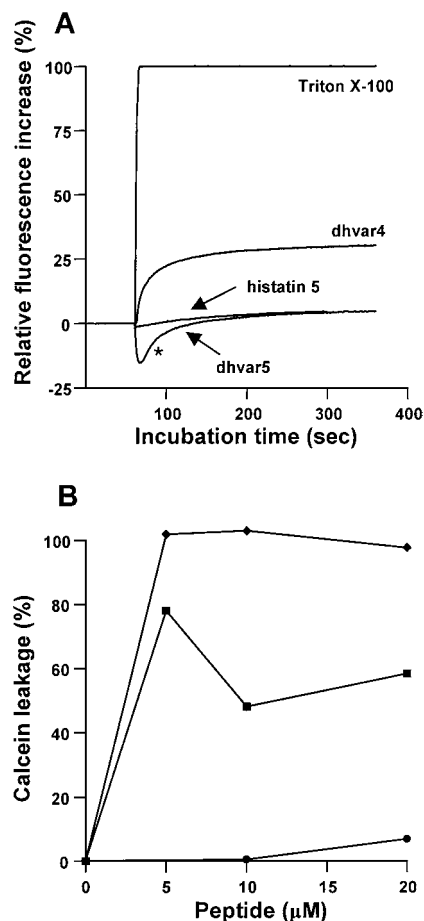 A
Relative fluorescence increase (%)
100
75
50
25
0
-25
Triton X-100
dhvar4
histatin 5
*
dhvar5
100
200
300
400
Incubation time (sec)
B
Calcein leakage (%)
100
80
60
40
20
0
0
5
10
15
20
Peptide (µM)